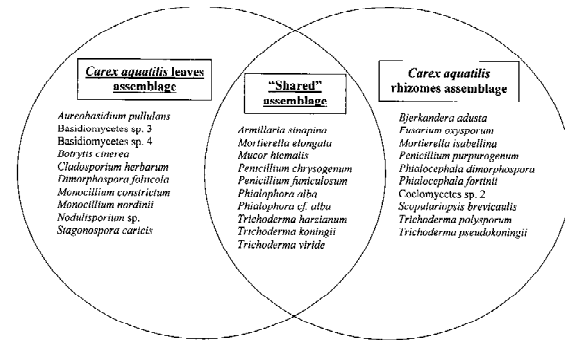 Carex aquatilis leaves
assemblage
Aureobasidium pullulans
Basidiomycetes sp. 3
Basidiomycetes sp. 4
Botrytis cinerea
Cladosporium herbarum
Dimorphospora foliicola
Monocillium constrictum
Monocillium nordinii
Nodulisporium sp.
Stagonospora caricis
"Shared"
assemblage
Armillaria sinapina
Mortierella elongata
Mucor hiemalis
Penicillium chrysogenum
Penicillium funiculosum
Phialophora alba
Phialophora cf. alba
Trichoderma harzianum
Trichoderma koningii
Trichoderma viride
Carex aquatilis
rhizomes assemblage
Bjerkandera adusta
Fusarium oxysporum
Mortierella isabellina
Penicillium purpurogenum
Phialocephala dimorphospora
Phialocephala fortinii
Coelomycetes sp. 2
Scopulariopsis brevicaulis
Trichoderma polysporum
Trichoderma pseudokoningii